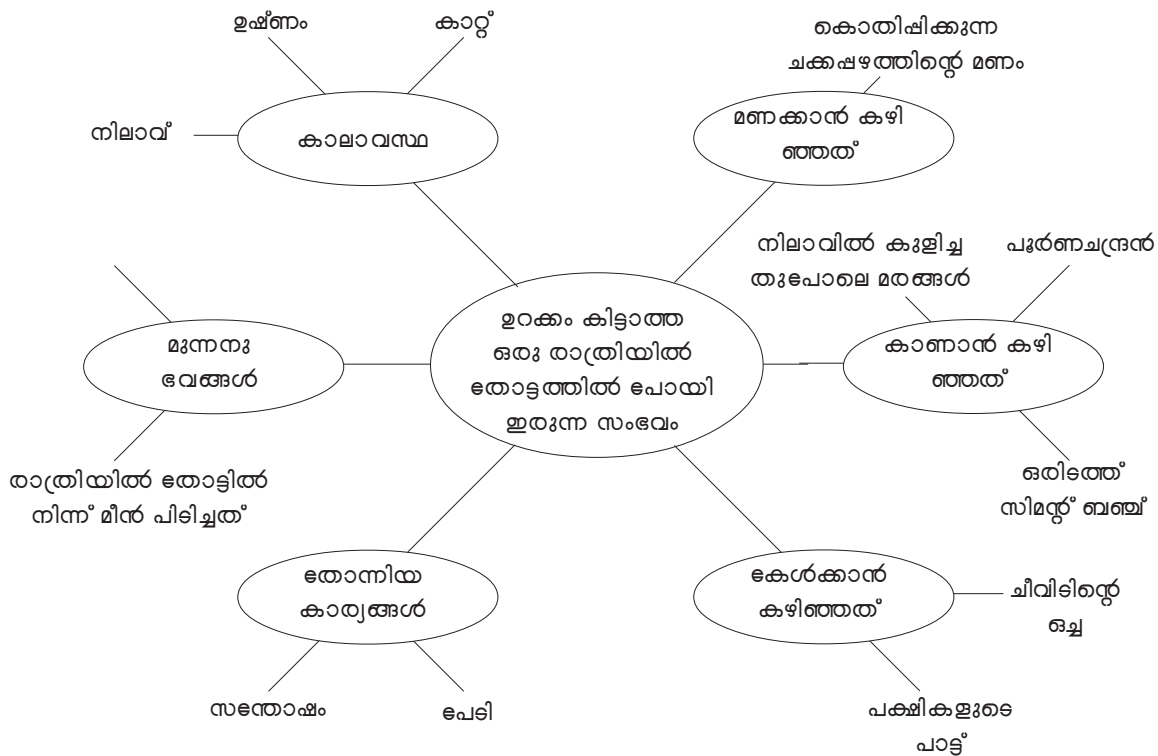 ഉഷ്ണം
കാറ്റ്
നിലാവ്
കാലാവസ്ഥ
കൊതിപ്പിക്കുന്ന
ചക്കപ്പഴത്തിന്റെ മണം
മണക്കാൻ കഴി
ഞ്ഞത്
നിലാവിൽ കുളിച്ച
തുപോലെ മരങ്ങൾ
പൂർണചന്ദ്രൻ
കാണാൻ കഴി
ഞ്ഞത്
ഒരിടത്ത്
സിമന്റ് ബഞ്ച്
ഉറക്കം കിട്ടാത്ത
ഒരു രാത്രിയിൽ
തോട്ടത്തിൽ പോയി
ഇരുന്ന സംഭവം
മുന്നനു
ഭവങ്ങൾ
രാത്രിയിൽ തോട്ടിൽ
നിന്ന് മീൻ പിടിച്ചത്
തോന്നിയ
കാര്യങ്ങൾ
സന്തോഷം
പേടി
കേൾക്കാൻ
കഴിഞ്ഞത്
ചീവിടിന്റെ
ഒച്ച
പക്ഷികളുടെ
പാട്ട്